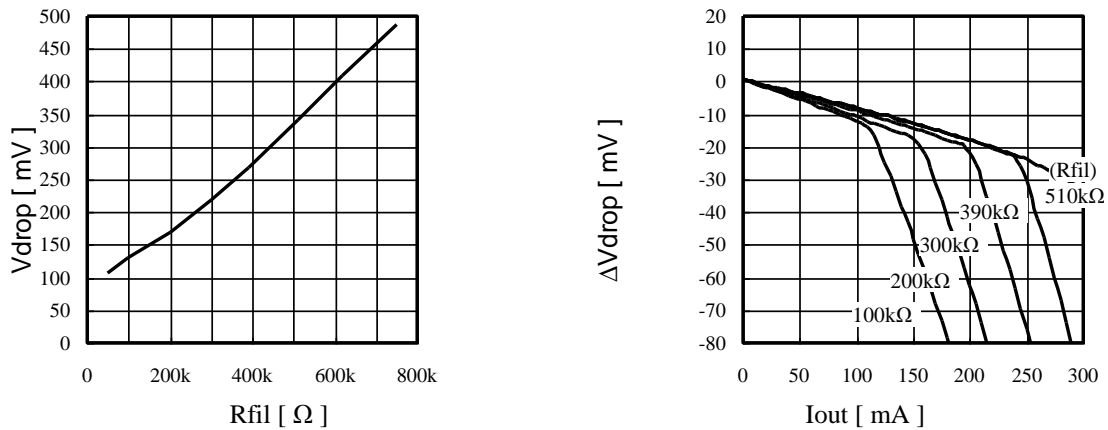 500
450
400
350
300
250
200
150
100
50
0
Vdrop [ mV ]
0 200k 400k 600k 800k
Rfil [ Ω ]
20
10
0
-10
-20
-30
-40
-50
-60
-70
-80
ΔVdrop [ mV ]
(Rfil)
510kΩ
390kΩ
300kΩ
200kΩ
100kΩ
0 50 100 150 200 250 300
Iout [ mA ]